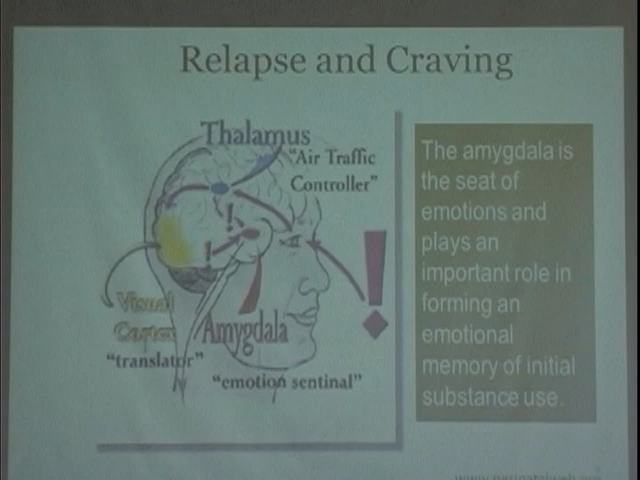 Relapse and Craving
Thalamus
"Air Traffic
Controller"
!
!
!
Visual
Cortex
"translator"
Amygdala
"emotion sentinal"
The amygdala is
the seat of
emotions and
plays an
important role in
forming an
emotional
memory of initial
substance use.